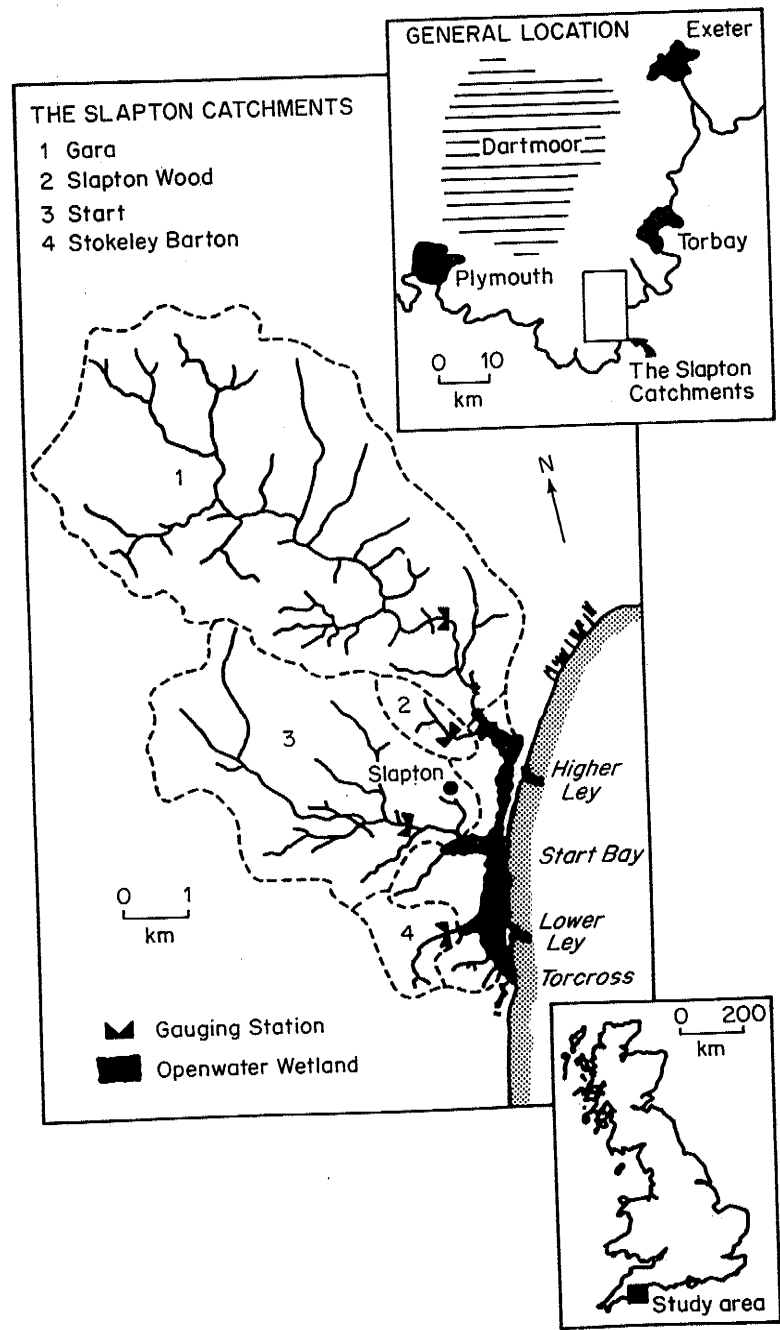 GENERAL LOCATION
Exeter
Dartmoor
Torbay
Plymouth
0 10
km
The Slapton
Catchments
THE SLAPTON CATCHMENTS
1 Gara
2 Slapton Wood
3 Start
4 Stokeley Barton
N
1
2
3
Slapton
Higher
Ley
Start Bay
0 1
km
4
Lower
Ley
Torcross
Gauging Station
Openwater Wetland
0 200
km
Study area